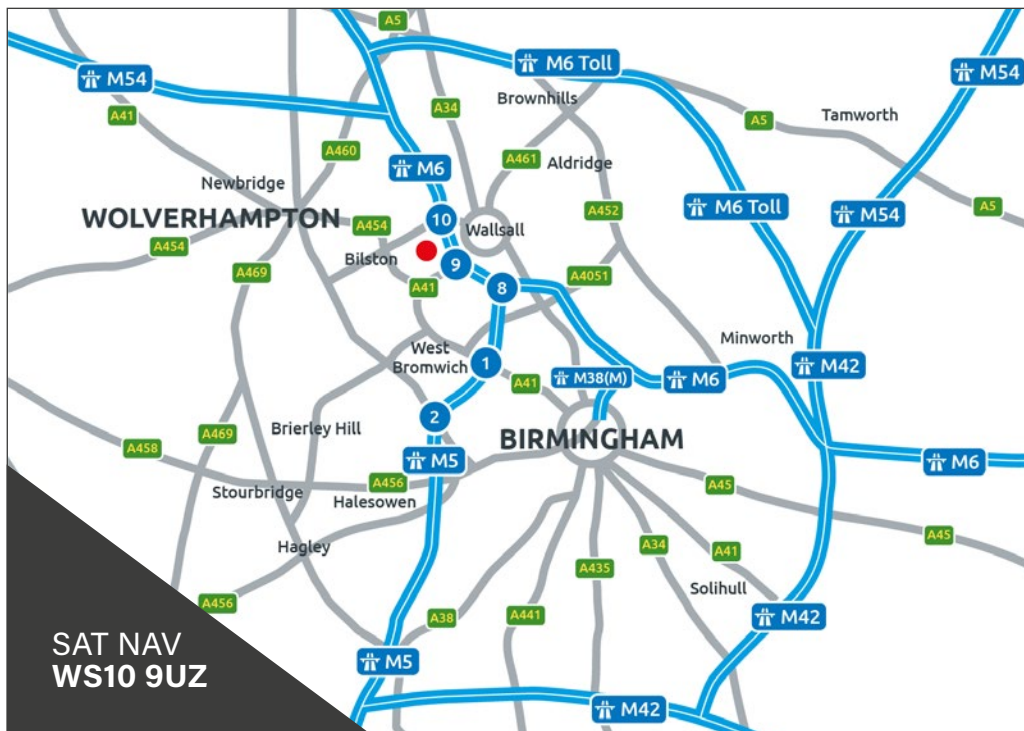 A5
M54
M6 Toll
M54
A41
A34
Brownhills
A5
Tamworth
A460
A461
Aldridge
M6
Newbridge
WOLVERHAMPTON
10
Wallsall
A452
M6 Toll
M54
A5
A454
A454
Bilston
9
A469
A41
8
A4051
West
Bromwich
1
Minworth
M42
A41
M38(M)
M6
2
Brierley Hill
BIRMINGHAM
A469
A458
M5
M6
A456
Stourbridge
Halesowen
A45
A45
Hagley
A34
A41
A435
Solihull
A456
A38
A441
M42
M5
M42
SAT NAV
WS10 9UZ